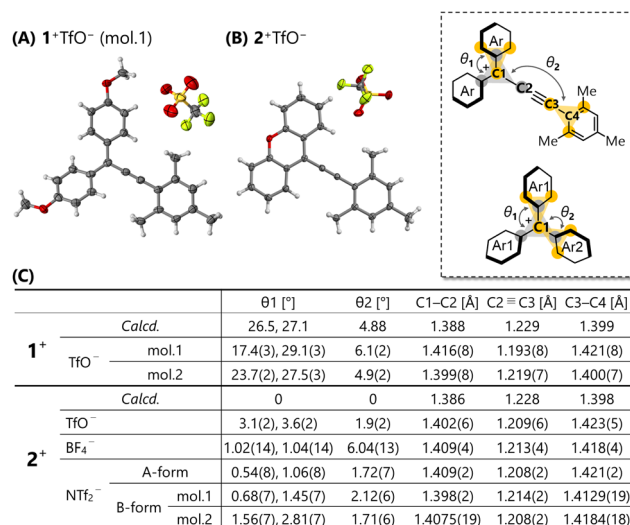 (A) 1⁺TfO⁻ (mol.1)
(B) 2⁺TfO⁻
Ar θ1 + C1 θ2
Ar C2 C3 Me
C4
Me Me
Ar1
θ1 θ2
+ C1
Ar1 Ar2
(C)
θ1 [°] θ2 [°] C1–C2 [Å] C2≡C3 [Å] C3–C4 [Å]
1⁺ Calcd. 26.5, 27.1 4.88 1.388 1.229 1.399
TfO⁻ mol.1 17.4(3), 29.1(3) 6.1(2) 1.416(8) 1.193(8) 1.421(8)
mol.2 23.7(2), 27.5(3) 4.9(2) 1.399(8) 1.219(7) 1.400(7)
2⁺ Calcd. 0 0 1.386 1.228 1.398
TfO⁻ 3.1(2), 3.6(2) 1.9(2) 1.402(6) 1.209(6) 1.423(5)
BF₄⁻ 1.02(14), 1.04(14) 6.04(13) 1.409(4) 1.213(4) 1.418(4)
NTf₂⁻ A-form 0.54(8), 1.06(8) 1.72(7) 1.409(2) 1.208(2) 1.421(2)
B-form mol.1 0.68(7), 1.45(7) 2.12(6) 1.398(2) 1.214(2) 1.4129(19)
mol.2 1.56(7), 2.81(7) 1.71(6) 1.4075(19) 1.208(2) 1.4184(18)